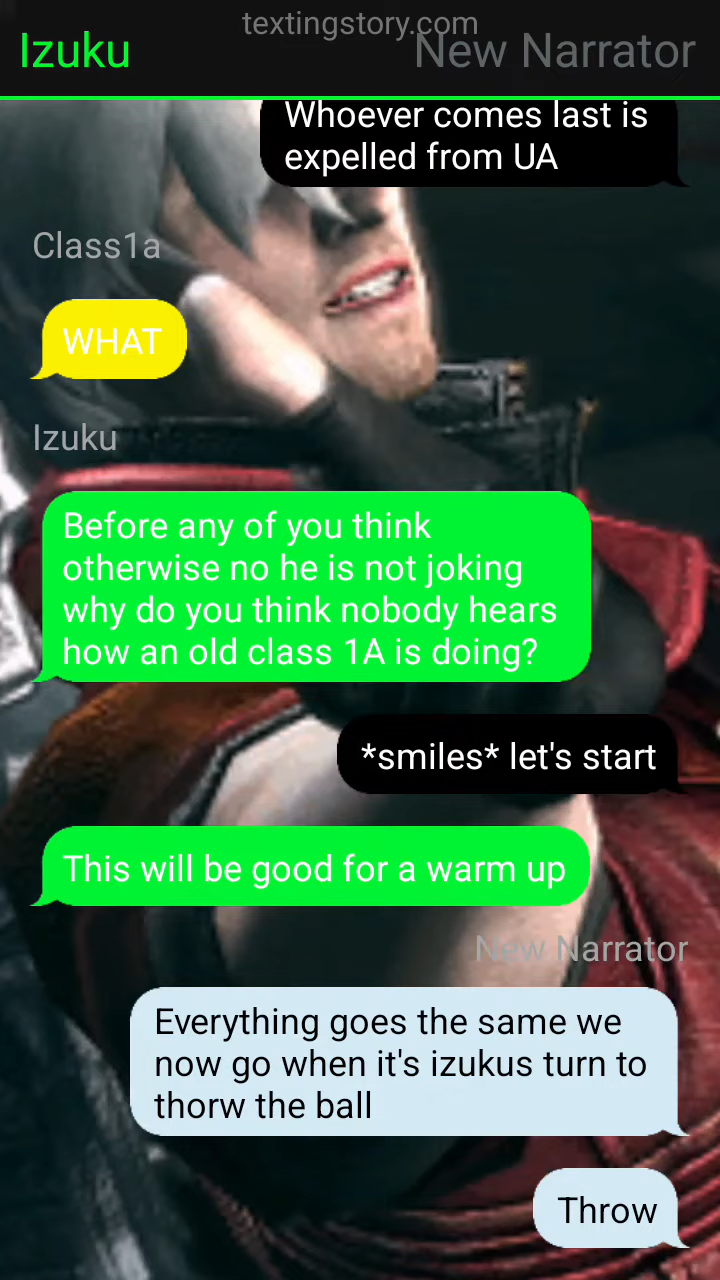 textingstory.com
Izuku
New Narrator
Whoever comes last is
expelled from UA
Class1a
WHAT
Izuku
Before any of you think
otherwise no he is not joking
why do you think nobody hears
how an old class 1A is doing?
*smiles* let's start
This will be good for a warm up
New Narrator
Everything goes the same we
now go when it's izukus turn to
thorw the ball
Throw